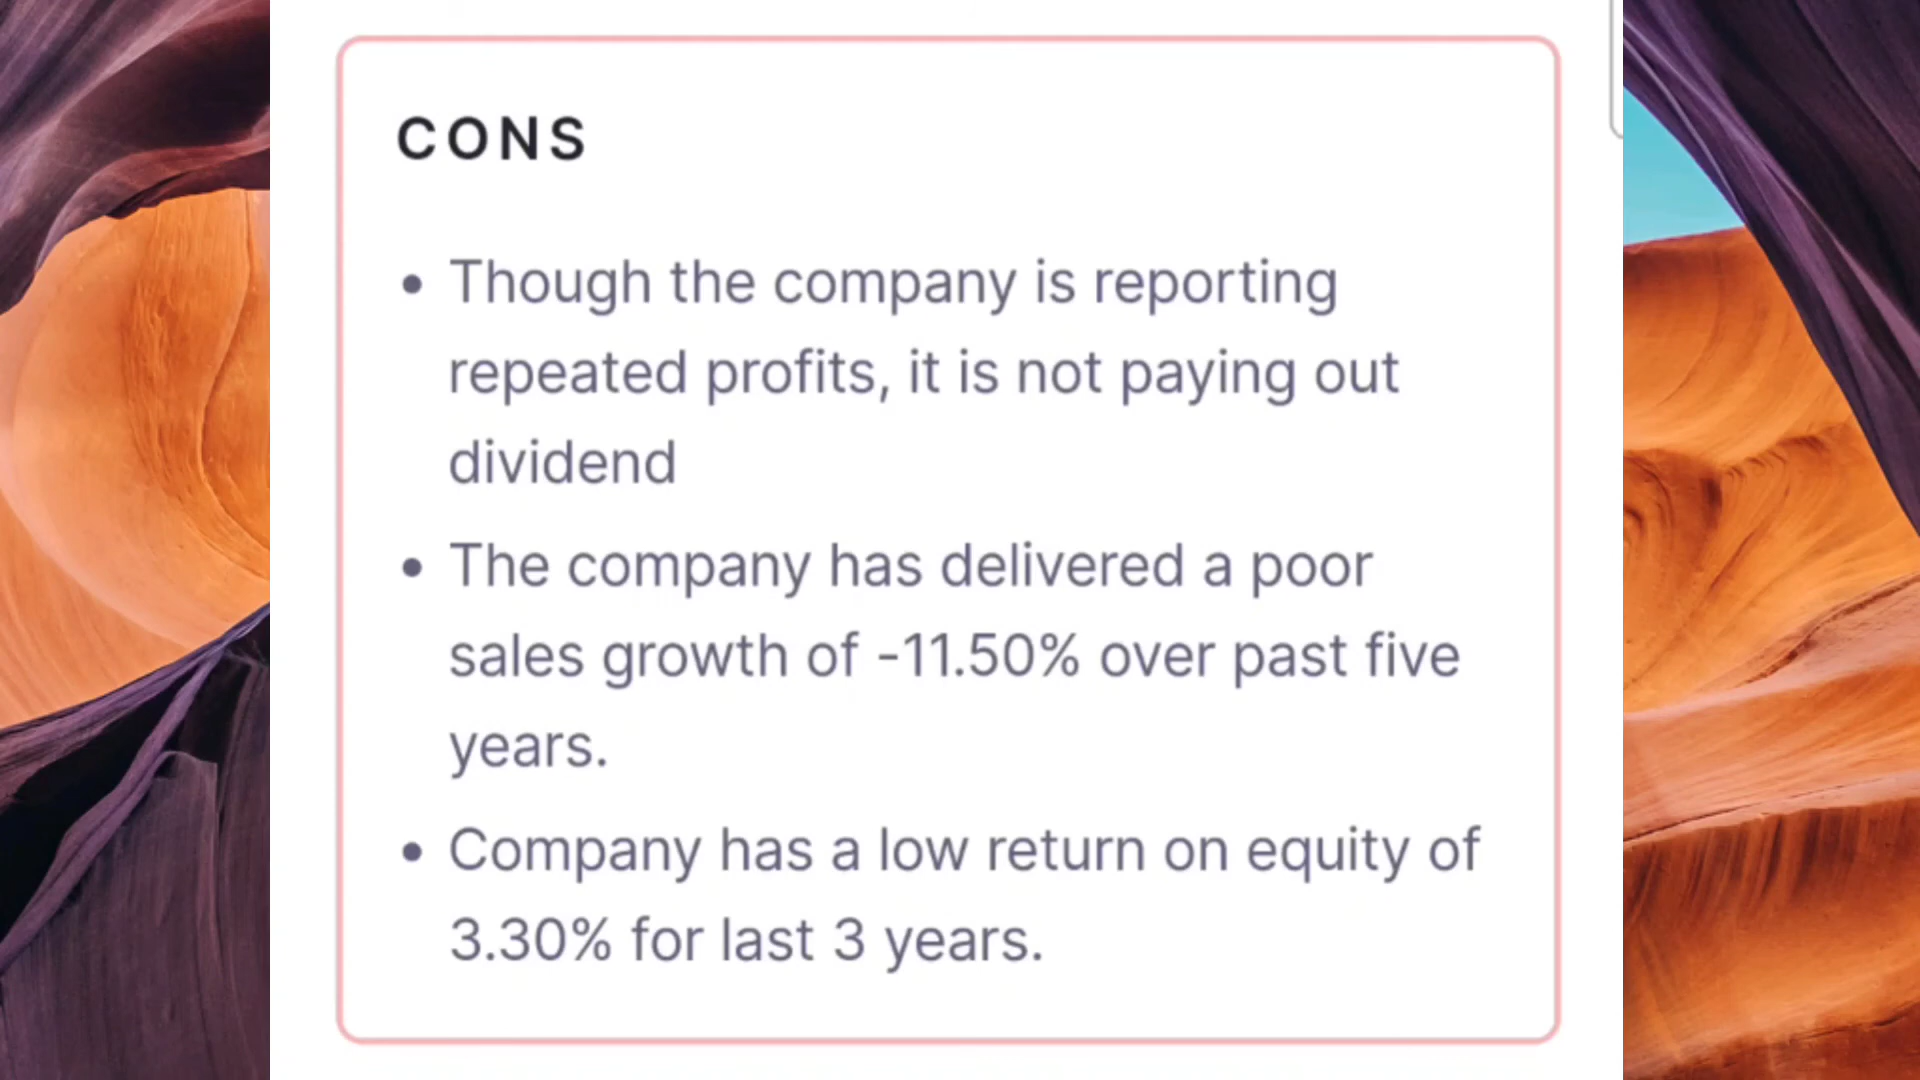 CONS
• Though the company is reporting
repeated profits, it is not paying out
dividend
• The company has delivered a poor
sales growth of -11.50% over past five
years.
• Company has a low return on equity of
3.30% for last 3 years.